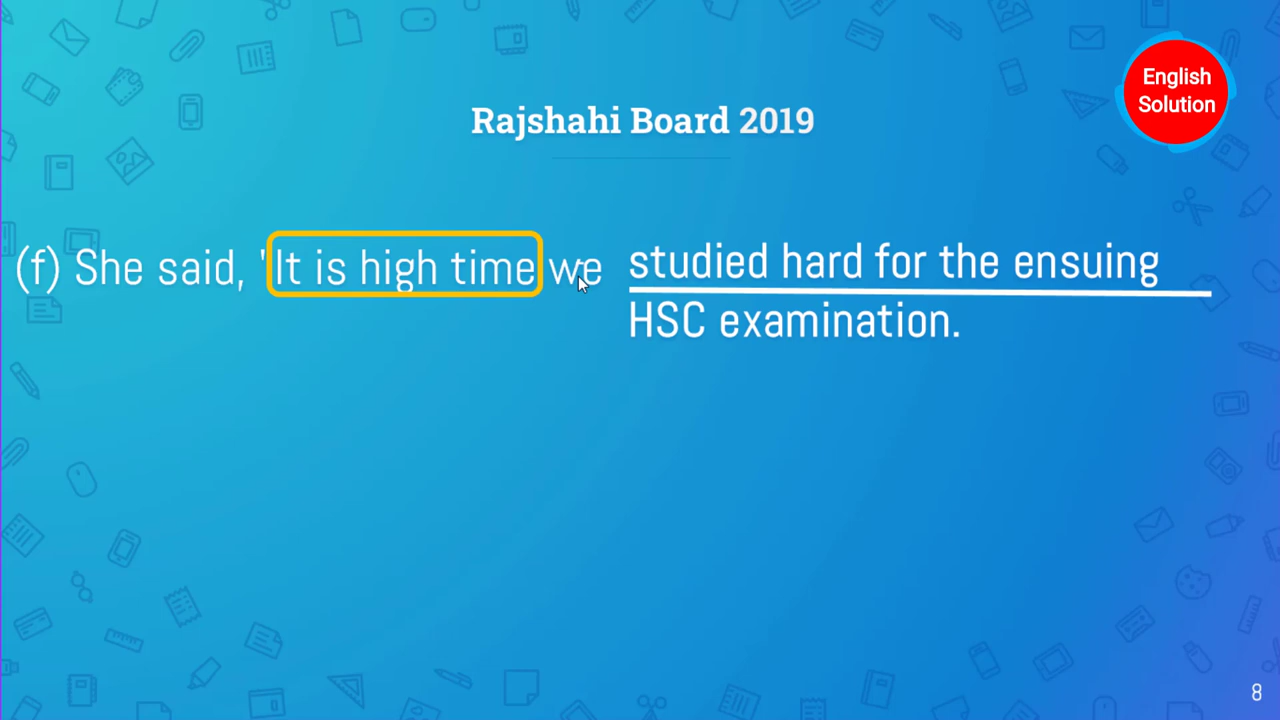 English
Solution
Rajshahi Board 2019
(f) She said, 'It is high time we studied hard for the ensuing
HSC examination.
8